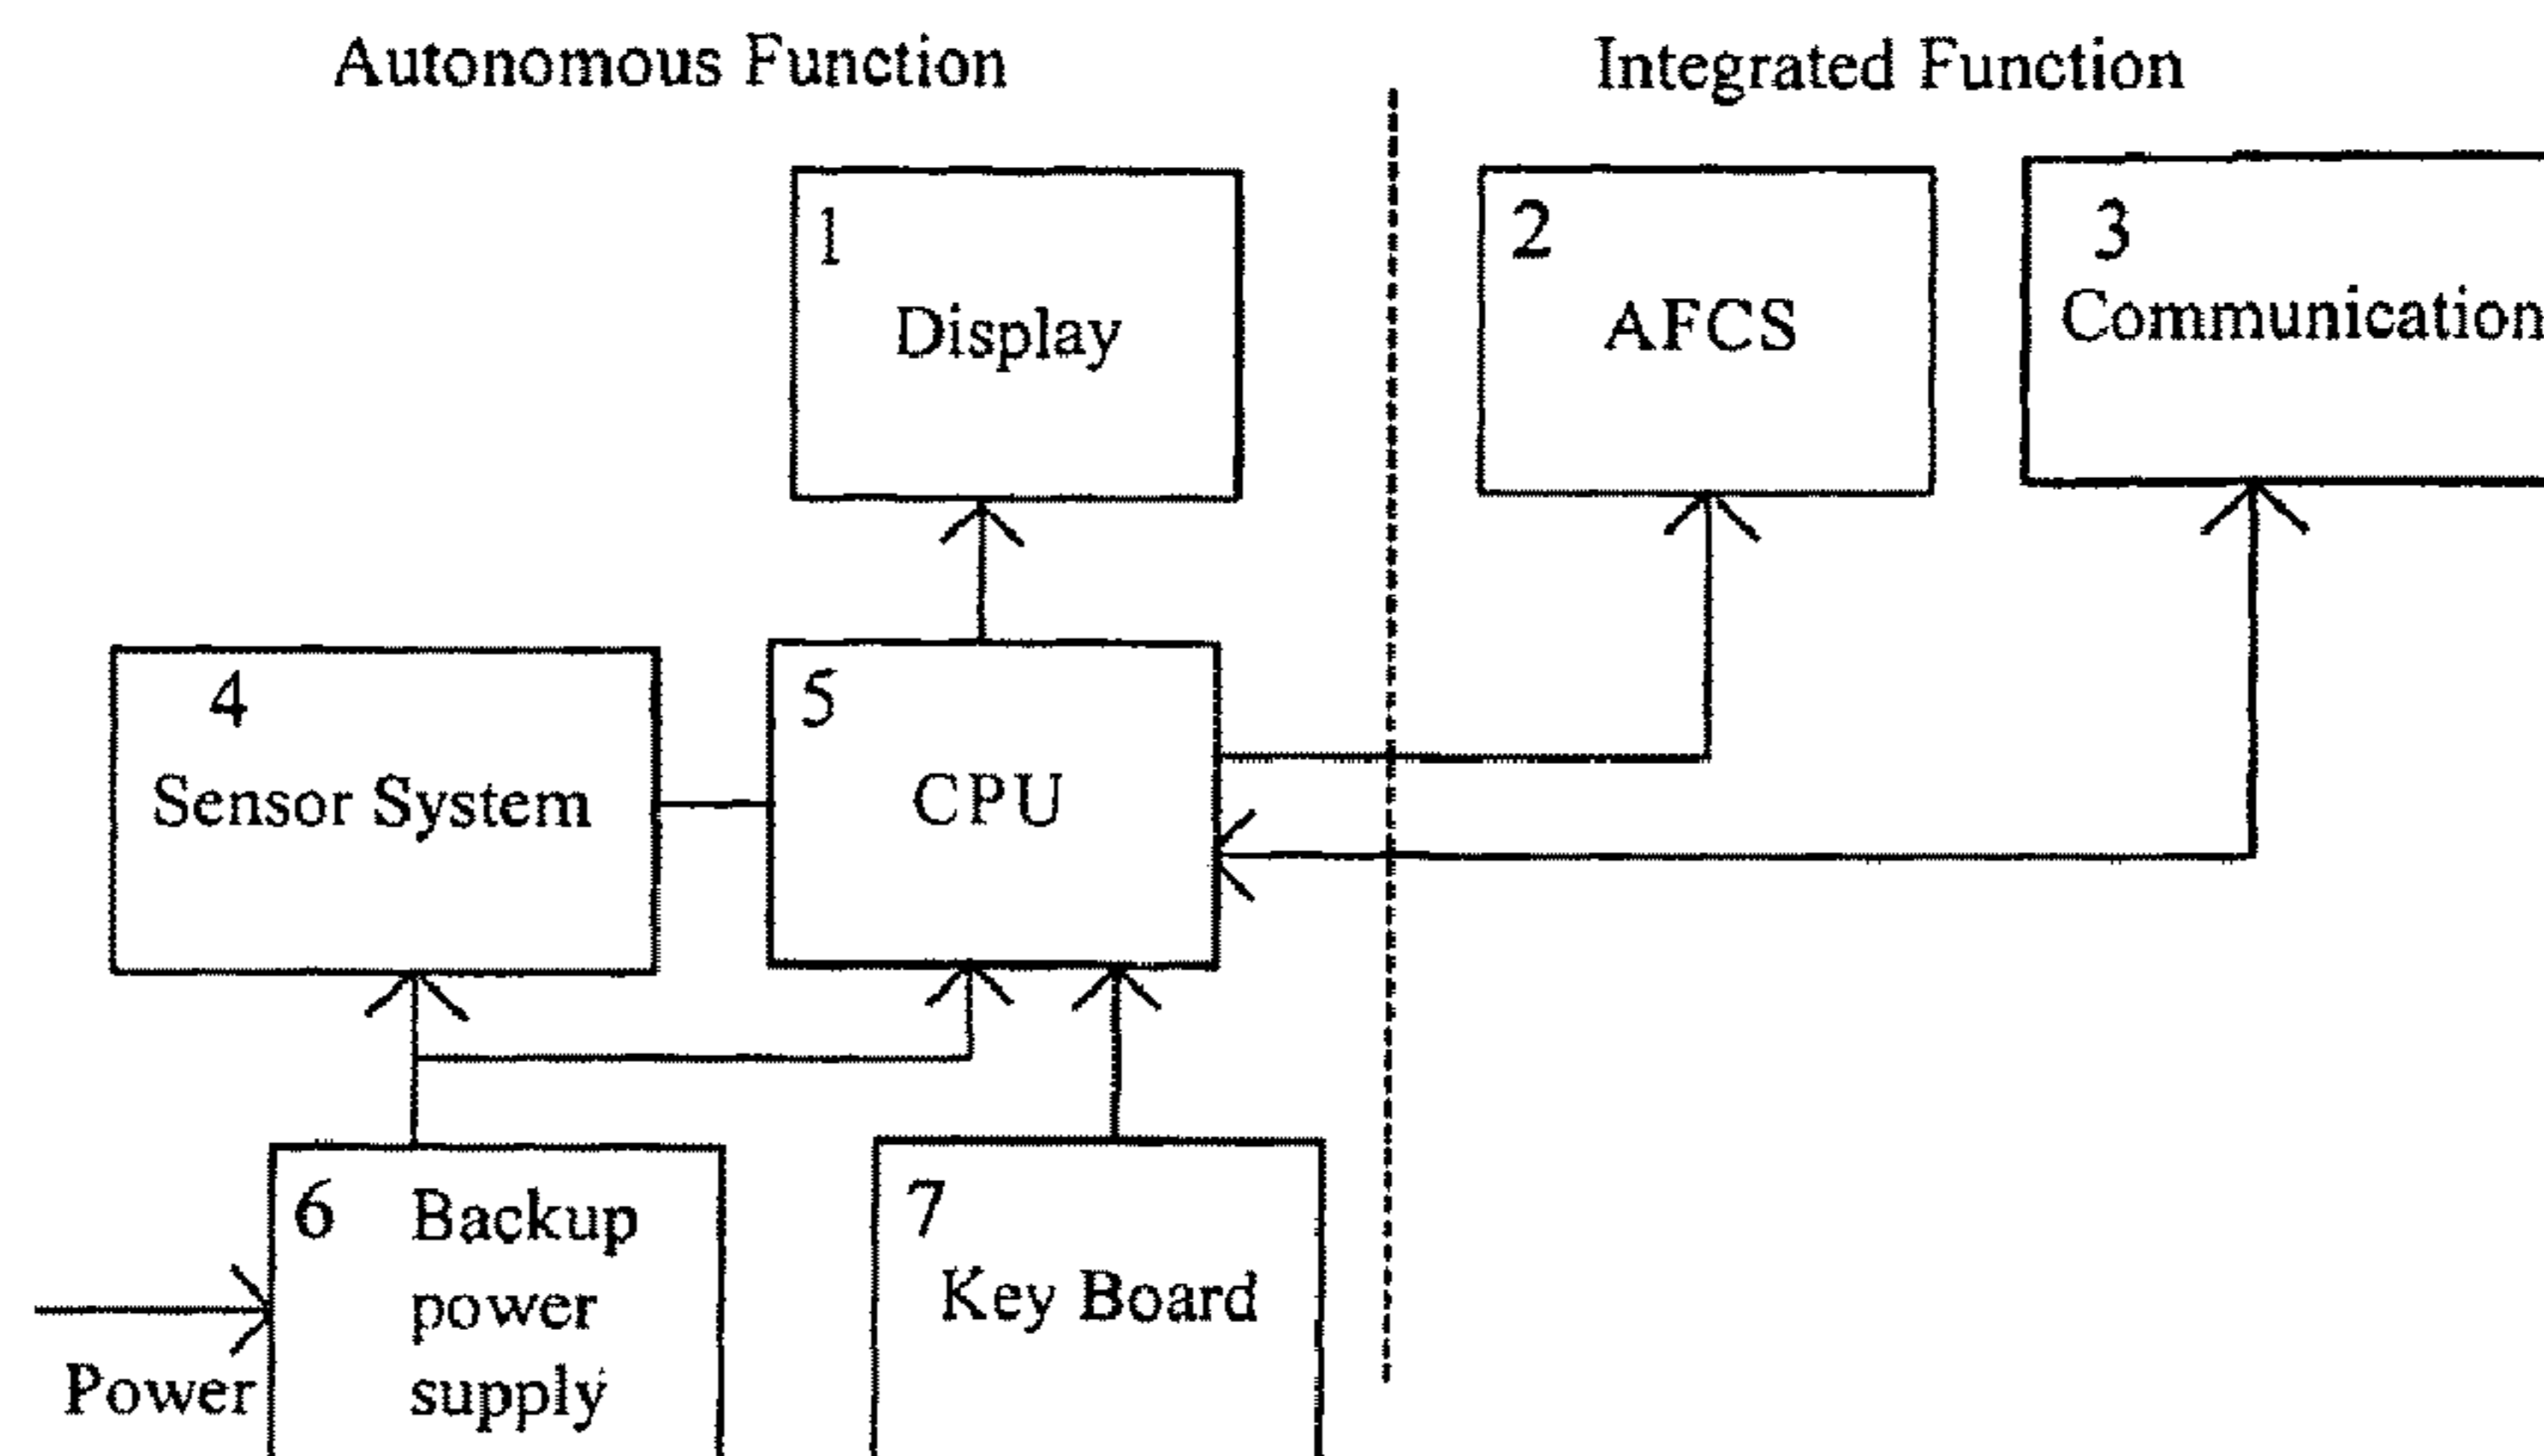 Autonomous Function
Integrated Function
1
Display
2
AFCS
3
Communication
4
Sensor System
5
CPU
6
Backup
power
supply
Power
7
Key Board